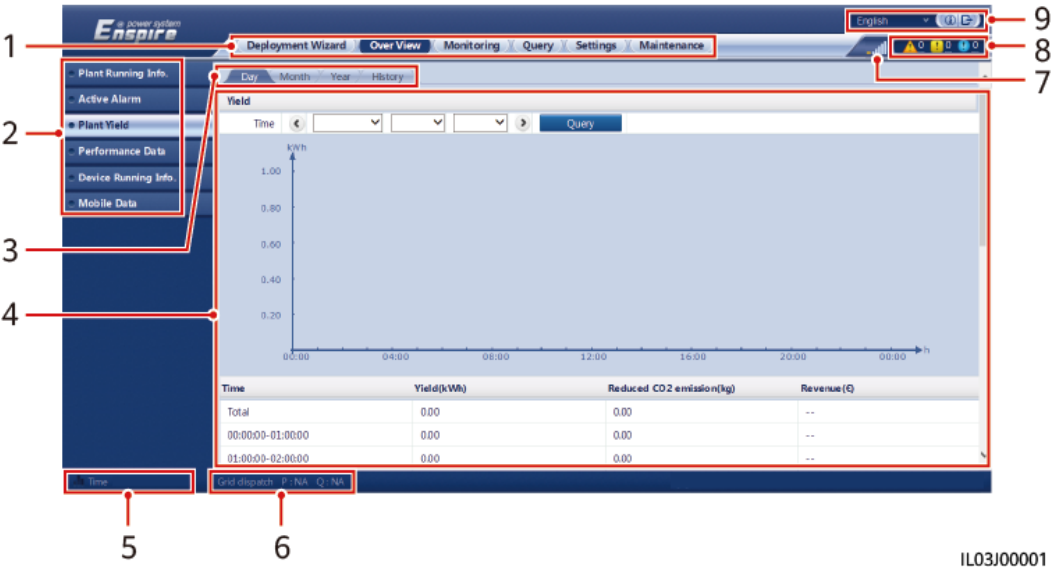 e power system
Enspire
English
9
1
Deployment Wizard Over View Monitoring Query Settings Maintenance
0 0 0
8
7
Plant Running Info.
Active Alarm
Plant Yield
Performance Data
Device Running Info.
Mobile Data
2
3
Day Month Year History
Yield
Time Query
kWh
1.00
0.80
0.60
0.40
0.20
4
00:00 04:00 08:00 12:00 16:00 20:00 00:00 h
Time Yield(kWh) Reduced CO2 emission(kg) Revenue(€)
Total 0.00 0.00 --
00:00:00-01:00:00 0.00 0.00 --
01:00:00-02:00:00 0.00 0.00 --
Time
Grid dispatch P : NA Q : NA
5
6
IL03J00001